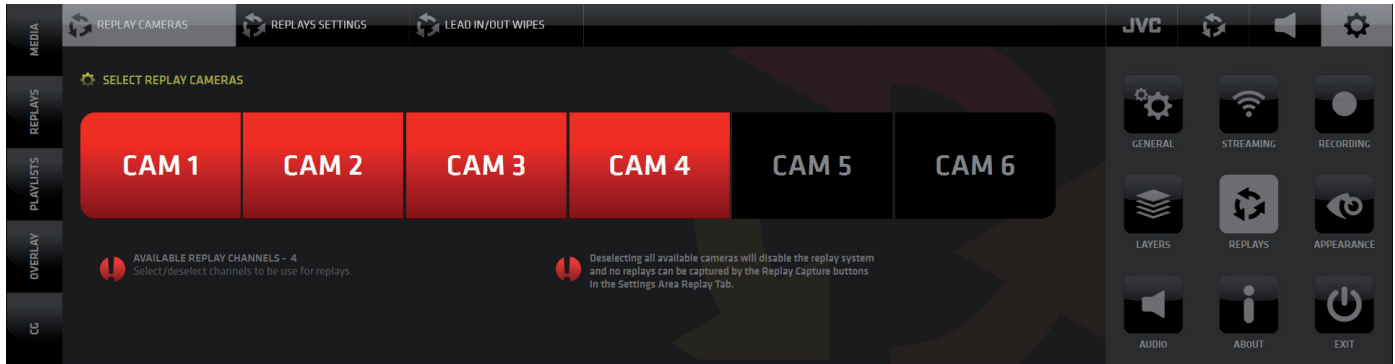 MEDIA
REPLAYS
PLAYLISTS
OVERLAY
CG
REPLAY CAMERAS
REPLAYS SETTINGS
LEAD IN/OUT WIPES
JVC
SELECT REPLAY CAMERAS
CAM 1
CAM 2
CAM 3
CAM 4
CAM 5
CAM 6
AVAILABLE REPLAY CHANNELS - 4
Select/deselect channels to be use for replays.
Deselecting all available cameras will disable the replay system
and no replays can be captured by the Replay Capture buttons
in the Settings Area Replay Tab.
GENERAL
STREAMING
RECORDING
LAYERS
REPLAYS
APPEARANCE
AUDIO
ABOUT
EXIT